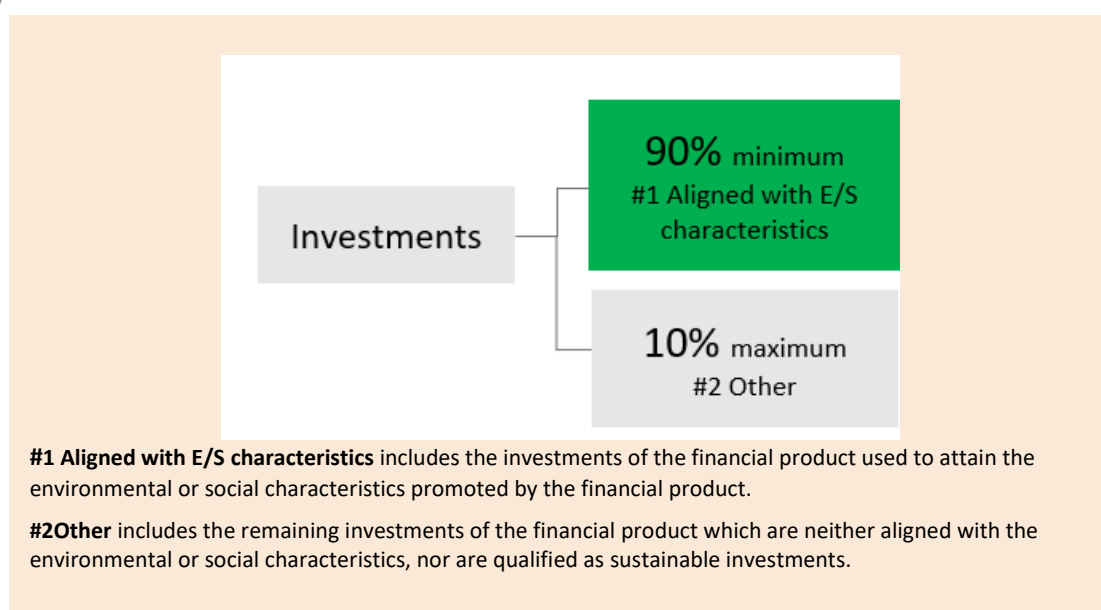 90% minimum
#1 Aligned with E/S
characteristics
Investments
10% maximum
#2 Other
#1 Aligned with E/S characteristics includes the investments of the financial product used to attain the
environmental or social characteristics promoted by the financial product.
#2Other includes the remaining investments of the financial product which are neither aligned with the
environmental or social characteristics, nor are qualified as sustainable investments.